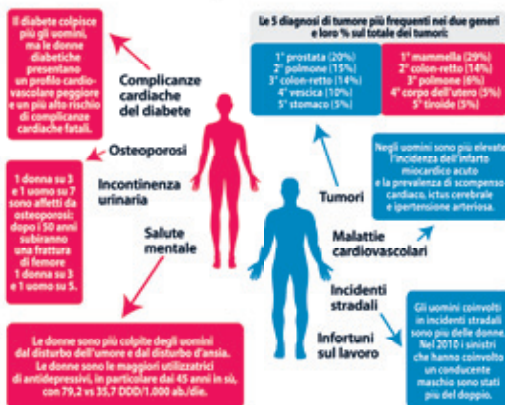 Il diabete colpisce
più gli uomini,
ma le donne
diabetiche
presentano
un profilo cardio-
vascolare peggiore
e un più alto rischio
di complicanze
cardiache fatali.
Complicanze
cardiache
del diabete
Osteoporosi
1 donna su 3
e 1 uomo su 7
sono affetti da
osteoporosi:
dopo i 50 anni
subiranno
una frattura
di femore
1 donna su 3
e 1 uomo su 5.
Incontinenza
urinaria
Salute
mentale
Le donne sono più colpite degli uomini
dal disturbo dell'umore e dal disturbo d'ansia.
Le donne sono le maggiori utilizzatrici
di antidepressivi, in particolare dai 45 anni in sù,
con 79,2 vs 35,7 DDD/1.000 ab./die.
Le 5 diagnosi di tumore più frequenti nei due generi
e loro % sul totale dei tumori:
1° prostata (20%)
2° polmone (15%)
3° colon-retto (14%)
4° vescica (10%)
5° stomaco (5%)
1° mammella (29%)
2° colon-retto (14%)
3° polmone (6%)
4° corpo dell'utero (5%)
5° tiroide (5%)
Tumori
Negli uomini sono più elevate
l'incidenza dell'infarto
miocardico acuto
e la prevalenza di scompenso
cardiaco, ictus cerebrale
e ipertensione arteriosa.
Malattie
cardiovascolari
Incidenti
stradali
Gli uomini coinvolti
in incidenti stradali
sono più delle donne.
Nel 2010 i sinistri
che hanno coinvolto
un conducente
maschio sono stati
più del doppio.
Infortuni
sul lavoro